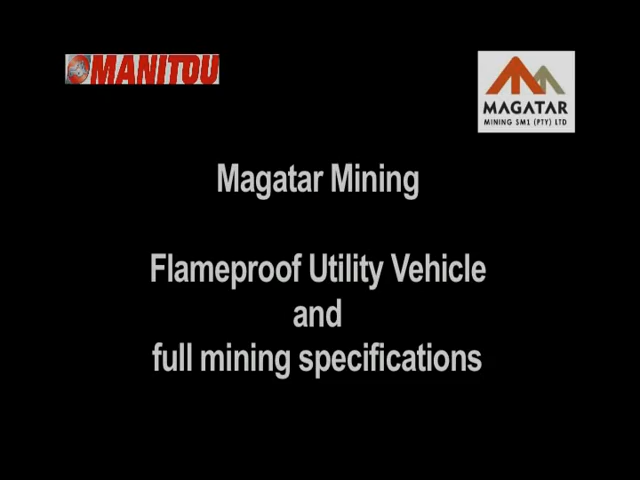 MANITOU
MAGATAR
MINING SM1 (PTY) LTD
Magatar Mining
Flameproof Utility Vehicle
and
full mining specifications